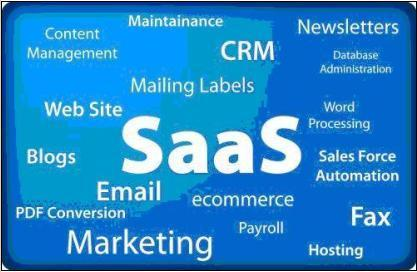 Maintainance
Newsletters
Content
Management
CRM
Database
Administration
Mailing Labels
Web Site
Word
Processing
SaaS
Blogs
Sales Force
Automation
Email
ecommerce
PDF Conversion
Fax
Payroll
Marketing
Hosting